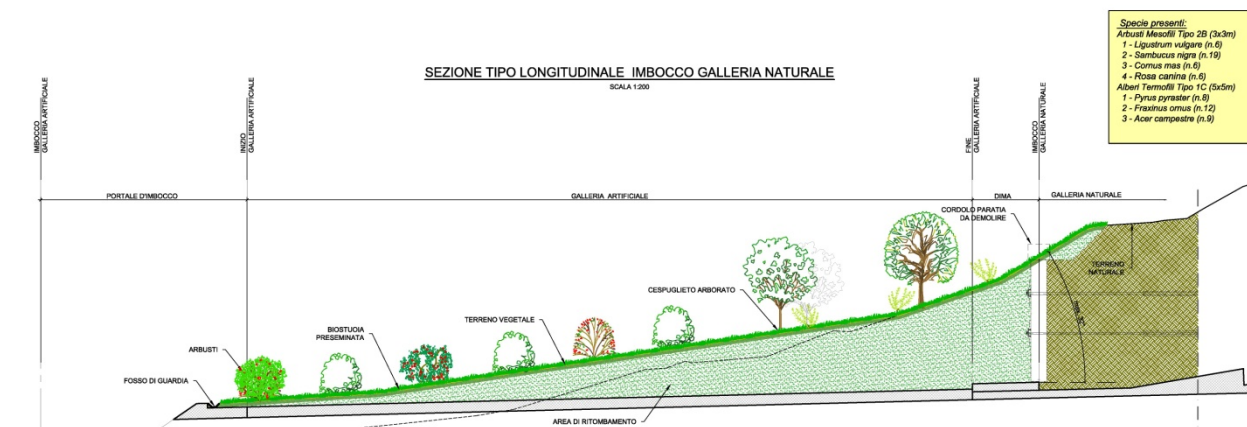 Specie presenti:
Arbusti Mesofili Tipo 2B (3x3m)
1 - Ligustrum vulgare (n.6)
2 - Sambucus nigra (n.19)
3 - Cornus mas (n.6)
4 - Rosa canina (n.6)
Alberi Termofili Tipo 1C (5x5m)
1 - Pyrus pyraster (n.8)
2 - Fraxinus ornus (n.12)
3 - Acer campestre (n.9)
SEZIONE TIPO LONGITUDINALE IMBOCCO GALLERIA NATURALE
SCALA 1:200
IMBOCCO
GALLERIA ARTIFICIALE
INIZIO
GALLERIA ARTIFICIALE
FINE
GALLERIA ARTIFICIALE
IMBOCCO
GALLERIA NATURALE
PORTALE D'IMBOCCO
GALLERIA ARTIFICIALE
DIMA
GALLERIA NATURALE
CORDOLO PARATIA
DA DEMOLIRE
TERRENO
NATURALE
CESPUGLIETO ARBORATO
TERRENO VEGETALE
BIOSTUOIA
PRESEMINATA
ARBUSTI
FOSSO DI GUARDIA
AREA DI RITOMBAMENTO